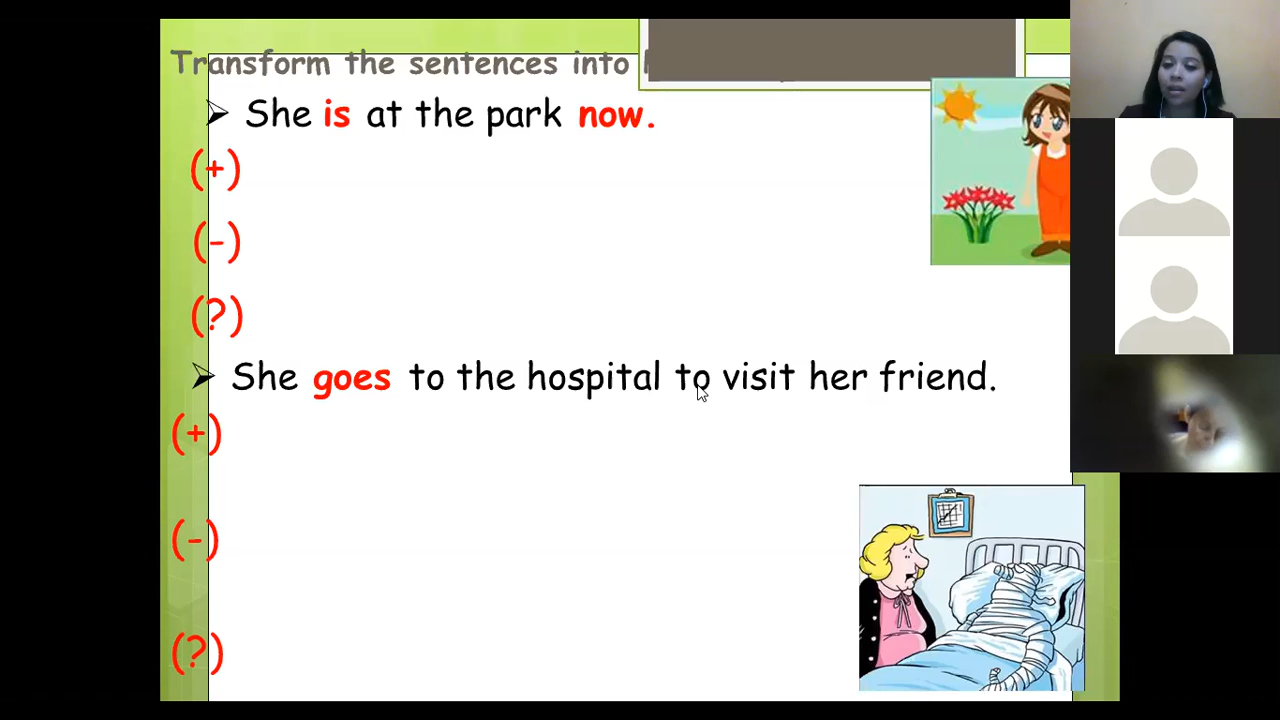 Transform the sentences into
She is at the park now.
(+)
(-)
(?)
She goes to the hospital to visit her friend.
(+)
(-)
(?)